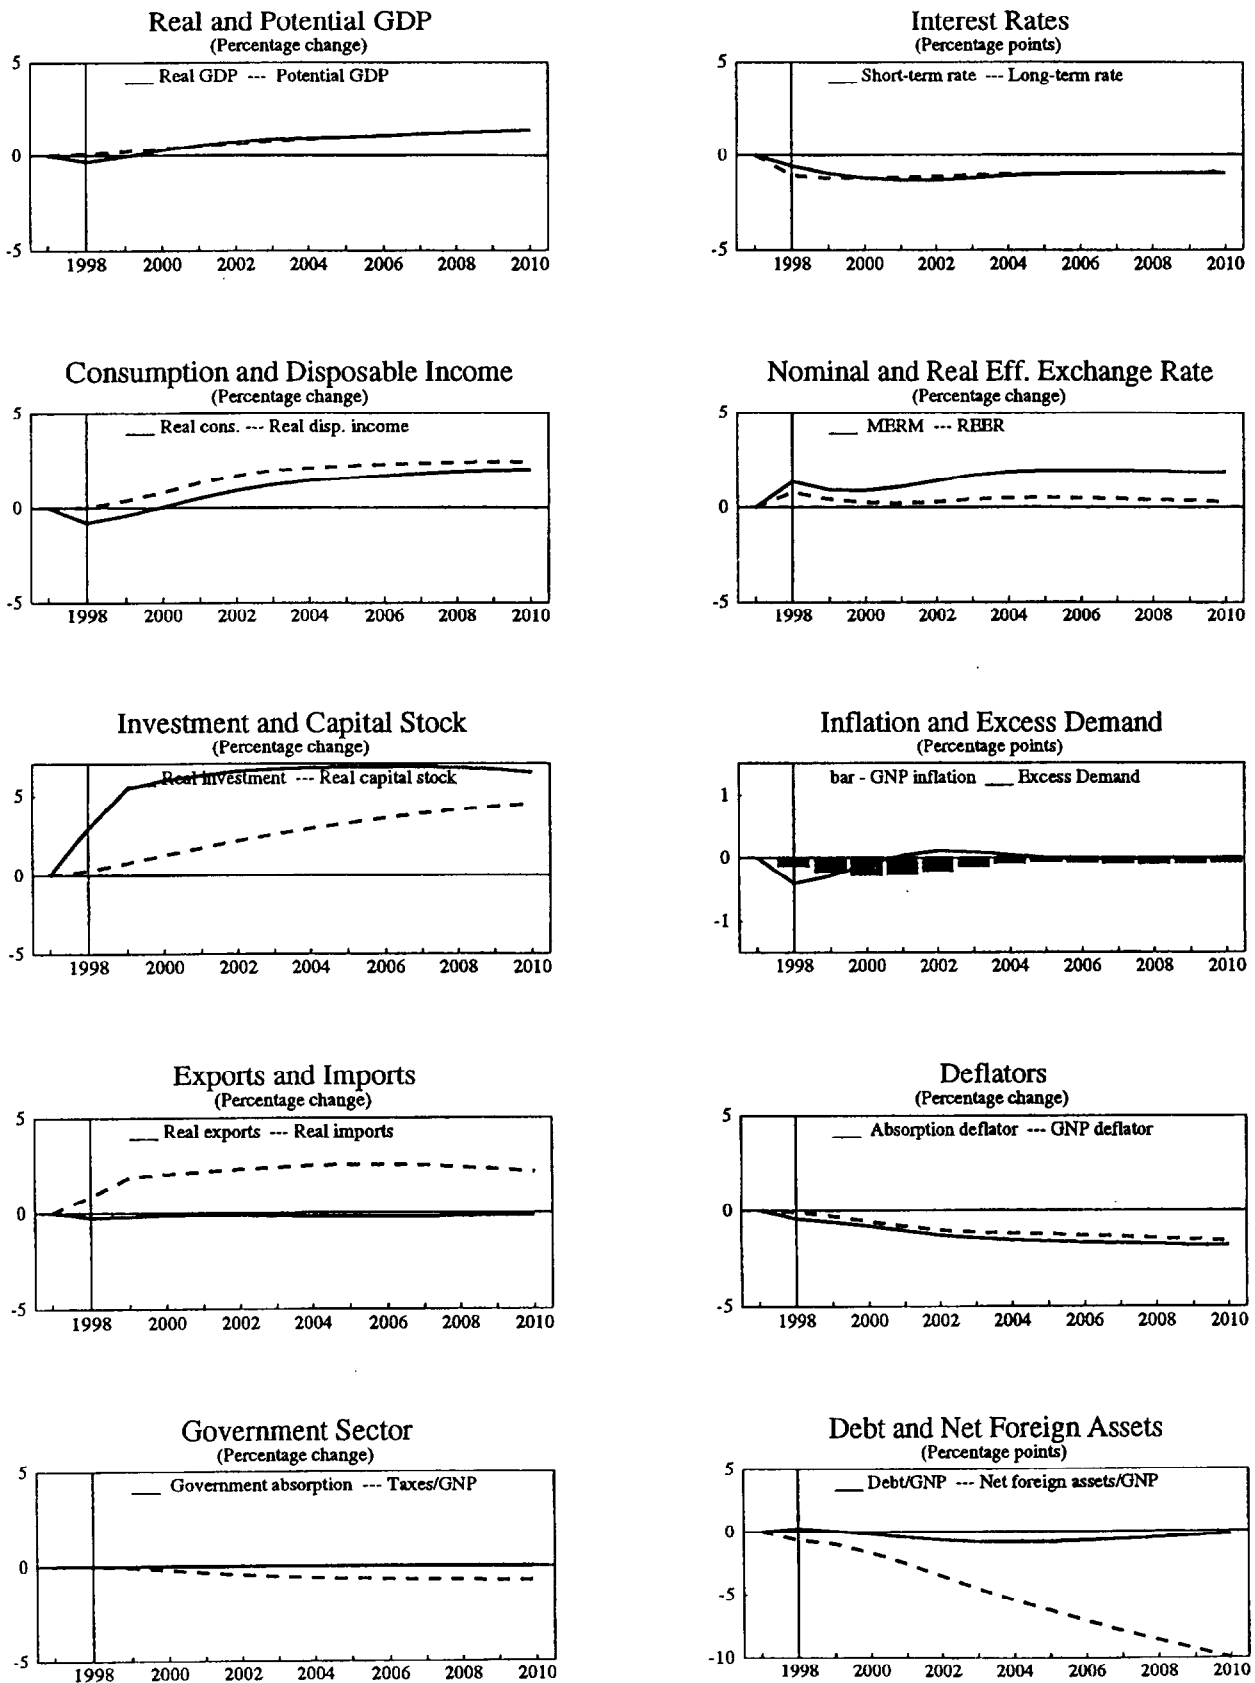 Real and Potential GDP
(Percentage change)
5
___ Real GDP --- Potential GDP
0
-5
1998 2000 2002 2004 2006 2008 2010
Interest Rates
(Percentage points)
5
___ Short-term rate --- Long-term rate
0
-5
1998 2000 2002 2004 2006 2008 2010
Consumption and Disposable Income
(Percentage change)
5
___ Real cons. --- Real disp. income
0
-5
1998 2000 2002 2004 2006 2008 2010
Nominal and Real Eff. Exchange Rate
(Percentage change)
5
___ MERM --- REER
0
-5
1998 2000 2002 2004 2006 2008 2010
Investment and Capital Stock
(Percentage change)
Real investment --- Real capital stock
5
0
-5
1998 2000 2002 2004 2006 2008 2010
Inflation and Excess Demand
(Percentage points)
bar - GNP inflation ___ Excess Demand
1
0
-1
1998 2000 2002 2004 2006 2008 2010
Exports and Imports
(Percentage change)
5
___ Real exports --- Real imports
0
-5
1998 2000 2002 2004 2006 2008 2010
Deflators
(Percentage change)
5
___ Absorption deflator --- GNP deflator
0
-5
1998 2000 2002 2004 2006 2008 2010
Government Sector
(Percentage change)
5
___ Government absorption --- Taxes/GNP
0
-5
1998 2000 2002 2004 2006 2008 2010
Debt and Net Foreign Assets
(Percentage points)
5
___ Debt/GNP --- Net foreign assets/GNP
0
-5
-10
1998 2000 2002 2004 2006 2008 2010